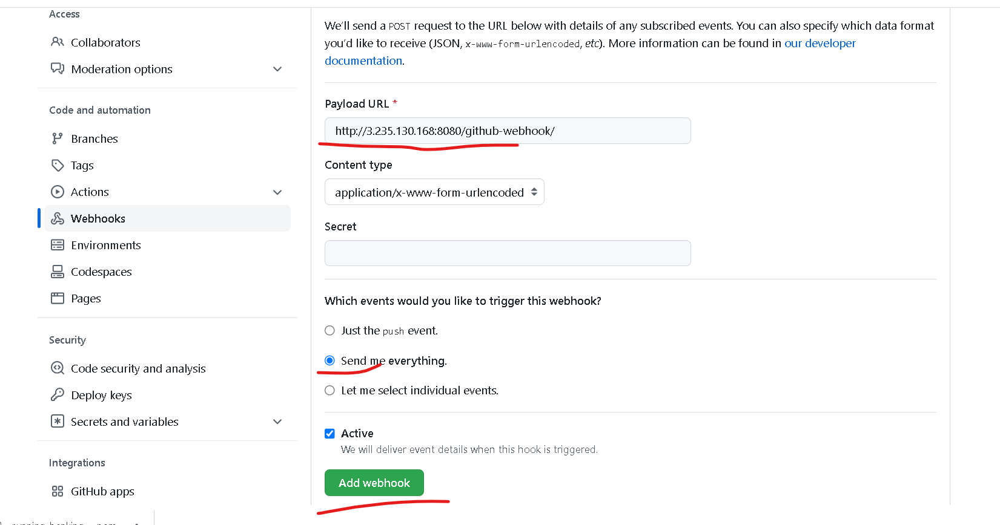 Access
Collaborators
Moderation options
Code and automation
Branches
Tags
Actions
Webhooks
Environments
Codespaces
Pages
Security
Code security and analysis
Deploy keys
Secrets and variables
Integrations
GitHub apps
We'll send a POST request to the URL below with details of any subscribed events. You can also specify which data format
you'd like to receive (JSON, x-www-form-urlencoded, etc). More information can be found in our developer
documentation.
Payload URL *
http://3.235.130.168:8080/github-webhook/
Content type
application/x-www-form-urlencoded
Secret
Which events would you like to trigger this webhook?
Just the push event.
Send me everything.
Let me select individual events.
Active
We will deliver event details when this hook is triggered.
Add webhook